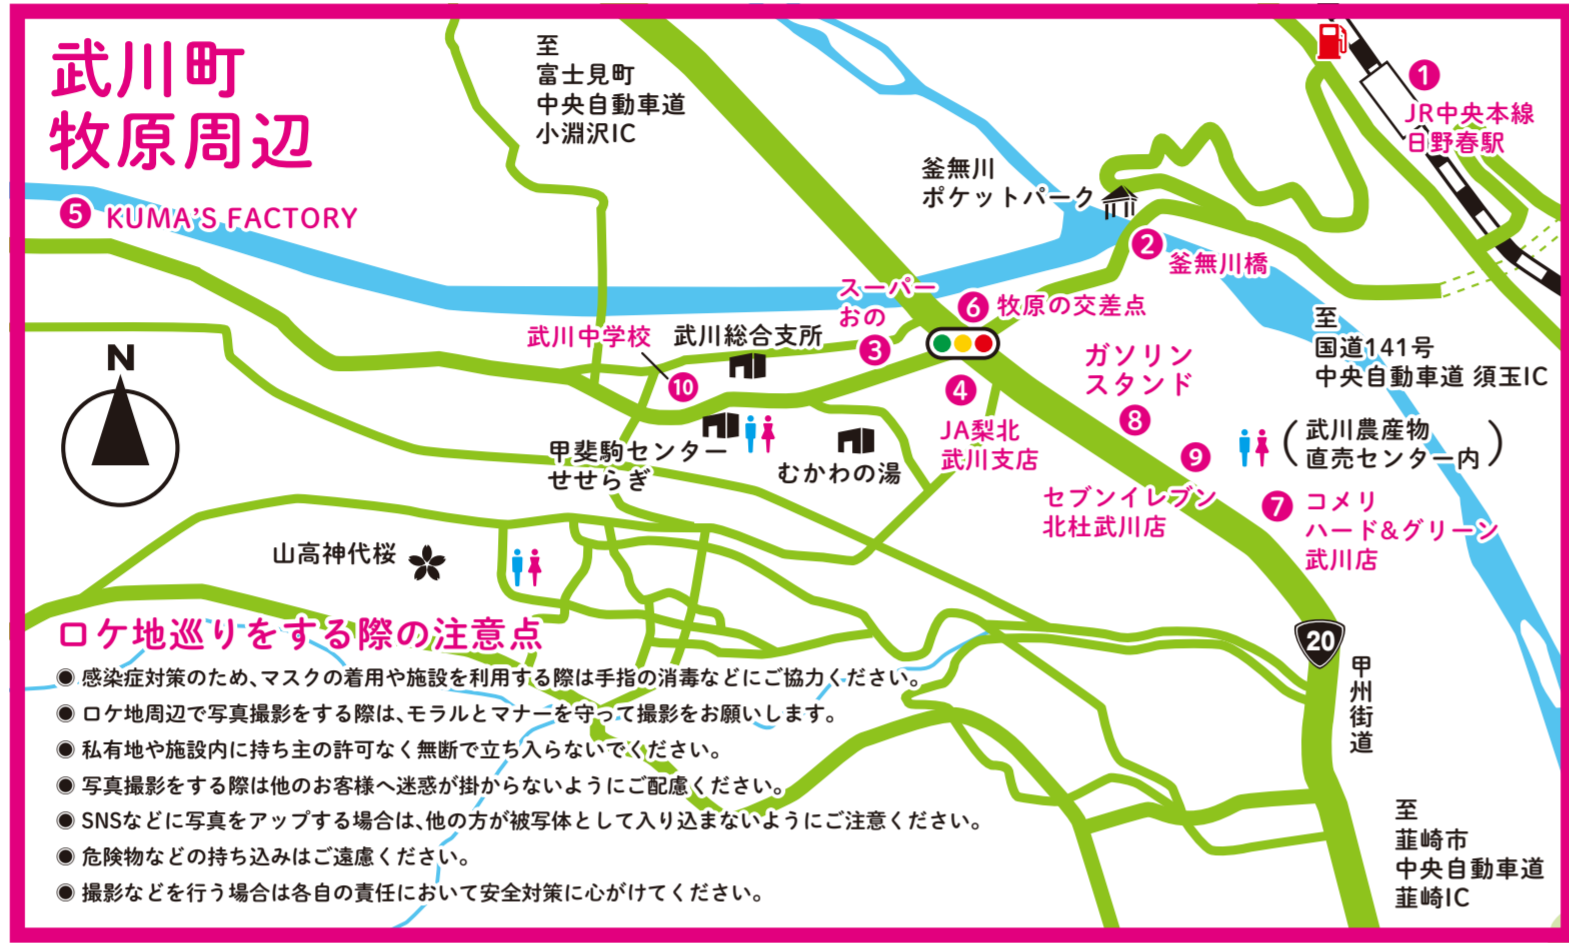 武川町
牧原周辺
至
富士見町
中央自動車道
小淵沢IC
1
JR中央本線
日野春駅
釜無川
ポケットパーク
5 KUMA'S FACTORY
2
釜無川橋
スーパー
おの
3
6 牧原の交差点
武川中学校
10
武川総合支所
至
国道141号
中央自動車道 須玉IC
N
ガソリン
スタンド
8
4
JA梨北
武川支店
9
(武川農産物
直売センター内)
甲斐駒センター
せせらぎ
むかわの湯
セブンイレブン
北杜武川店
7 コメリ
ハード&グリーン
武川店
山高神代桜
20
甲州街道
ロケ地巡りをする際の注意点
◉ 感染症対策のため、マスクの着用や施設を利用する際は手指の消毒などにご協力ください。
◉ ロケ地周辺で写真撮影をする際は、モラルとマナーを守って撮影をお願いします。
◉ 私有地や施設内に持ち主の許可なく無断で立ち入らないでください。
◉ 写真撮影をする際は他のお客様へ迷惑が掛からないようにご配慮ください。
◉ SNSなどに写真をアップする場合は、他の方が被写体として入り込まないようにご注意ください。
◉ 危険物などの持ち込みはご遠慮ください。
◉ 撮影などを行う場合は各自の責任において安全対策に心がけてください。
至
韮崎市
中央自動車道
韮崎IC